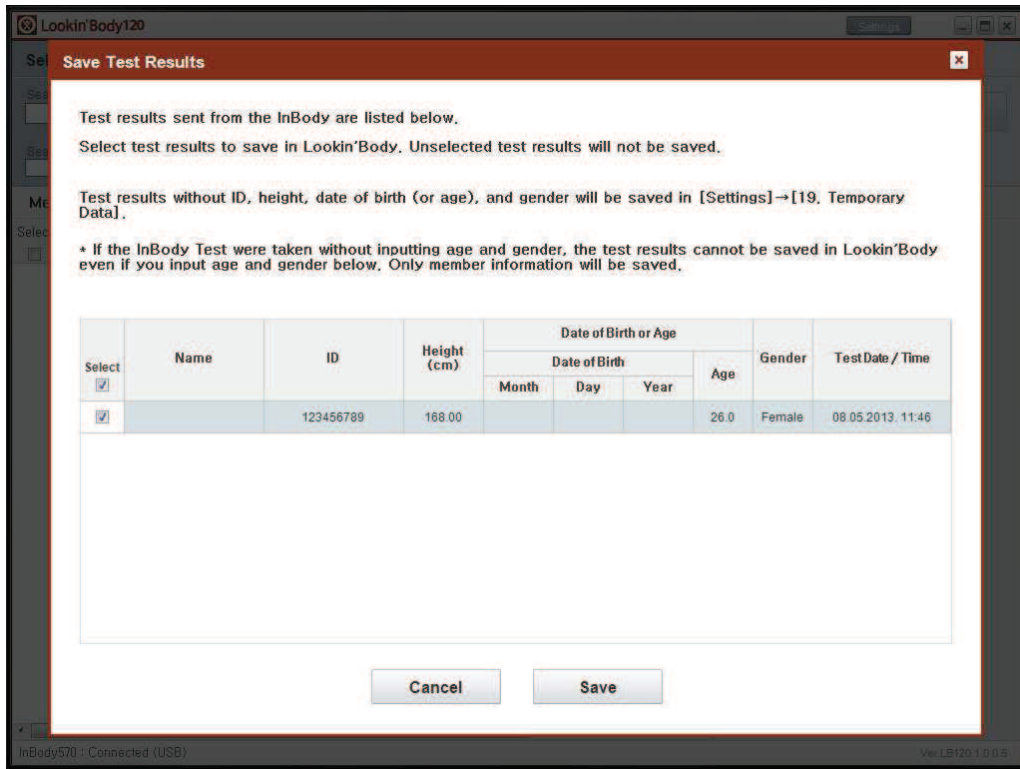 Lookin'Body120
Settings
Save Test Results
Test results sent from the InBody are listed below.
Select test results to save in Lookin'Body. Unselected test results will not be saved.
Test results without ID, height, date of birth (or age), and gender will be saved in [Settings]→[19. Temporary
Data].
* If the InBody Test were taken without inputting age and gender, the test results cannot be saved in Lookin'Body
even if you input age and gender below. Only member information will be saved.
Select Name ID Height (cm) Date of Birth or Age Gender Test Date / Time
Date of Birth Age
Month Day Year
123456789 168.00 26.0 Female 08.05.2013. 11:46
Cancel Save
InBody570 : Connected (USB) Ver.LB120.1.0.0.6